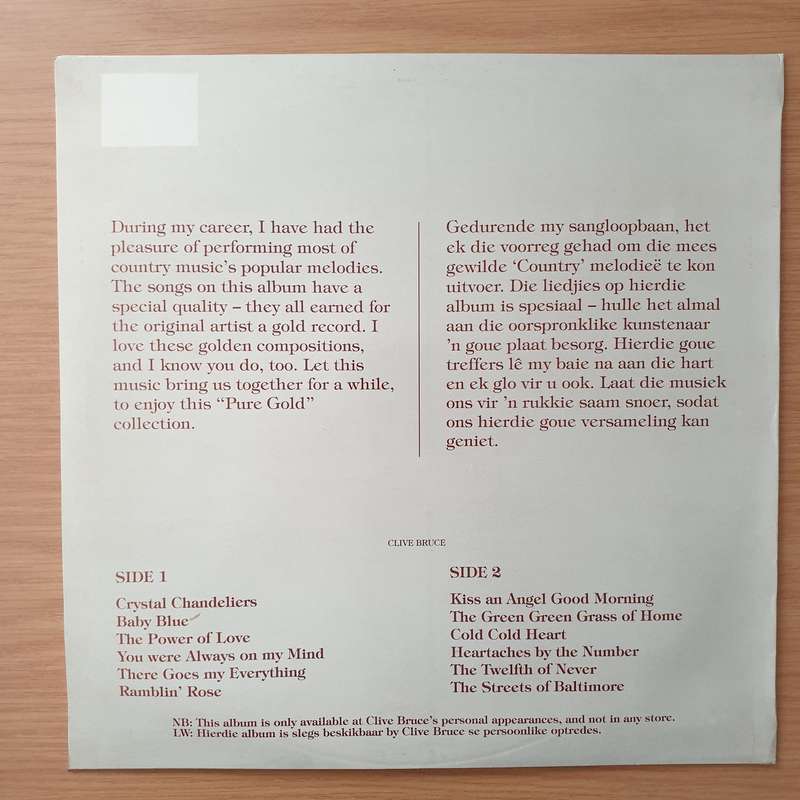 During my career, I have had the
pleasure of performing most of
country music's popular melodies.
The songs on this album have a
special quality – they all earned for
the original artist a gold record. I
love these golden compositions,
and I know you do, too. Let this
music bring us together for a while,
to enjoy this “Pure Gold”
collection.
Gedurende my sangloopbaan, het
ek die voorreg gehad om die mees
gewilde ‘Country’ melodieë te kon
uitvoer. Die liedjies op hierdie
album is spesiaal – hulle het almal
aan die oorspronklike kunstenaar
’n goue plaat besorg. Hierdie goue
treffers lê my baie na aan die hart
en ek glo vir u ook. Laat die musiek
ons vir ’n rukkie saam snoer, sodat
ons hierdie goue versameling kan
geniet.
CLIVE BRUCE
SIDE 1
Crystal Chandeliers
Baby Blue
The Power of Love
You were Always on my Mind
There Goes my Everything
Ramblin’ Rose
SIDE 2
Kiss an Angel Good Morning
The Green Green Grass of Home
Cold Cold Heart
Heartaches by the Number
The Twelfth of Never
The Streets of Baltimore
NB: This album is only available at Clive Bruce’s personal appearances, and not in any store.
LW: Hierdie album is slegs beskikbaar by Clive Bruce se persoonlike optredes.